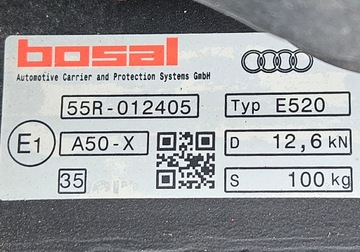 bosal
Automotive Carrier and Protection Systems GmbH
55R-012405 Typ E520
E1 A50-X D 12,6 kN
35 S 100 kg